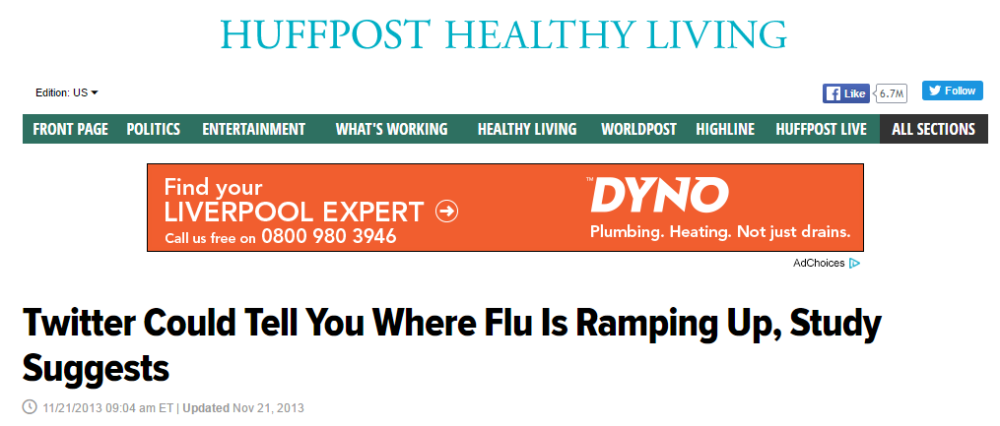 HUFFPOST HEALTHY LIVING
Edition: US
Like
6.7M
Follow
FRONT PAGE POLITICS ENTERTAINMENT WHAT'S WORKING HEALTHY LIVING WORLDPOST HIGHLINE HUFFPOST LIVE ALL SECTIONS
Find your
LIVERPOOL EXPERT
Call us free on 0800 980 3946
™DYNO
Plumbing. Heating. Not just drains.
AdChoices
Twitter Could Tell You Where Flu Is Ramping Up, Study
Suggests
11/21/2013 09:04 am ET | Updated Nov 21, 2013